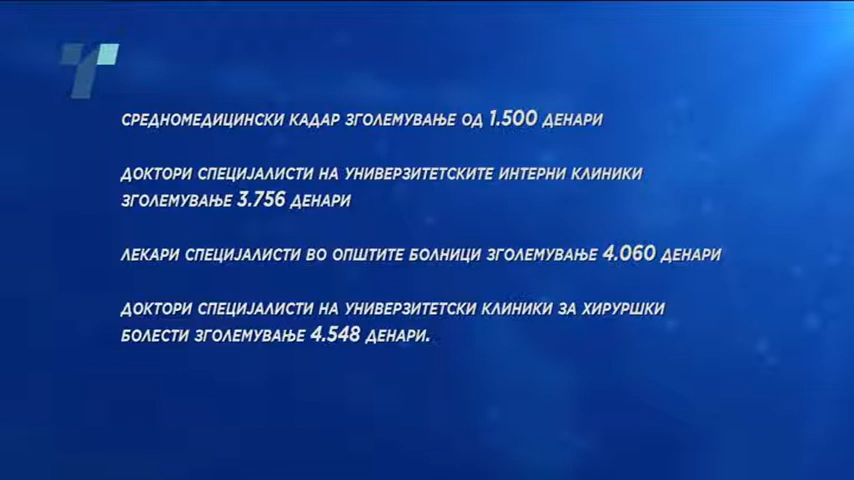 СРЕДНОМЕДИЦИНСКИ КАДАР ЗГОЛЕМУВАЊЕ ОД 1.500 ДЕНАРИ
ДОКТОРИ СПЕЦИЈАЛИСТИ НА УНИВЕРЗИТЕТСКИТЕ ИНТЕРНИ КЛИНИКИ
ЗГОЛЕМУВАЊЕ 3.756 ДЕНАРИ
ЛЕКАРИ СПЕЦИЈАЛИСТИ ВО ОПШТИТЕ БОЛНИЦИ ЗГОЛЕМУВАЊЕ 4.060 ДЕНАРИ
ДОКТОРИ СПЕЦИЈАЛИСТИ НА УНИВЕРЗИТЕТСКИ КЛИНИКИ ЗА ХИРУРШКИ
БОЛЕСТИ ЗГОЛЕМУВАЊЕ 4.548 ДЕНАРИ.